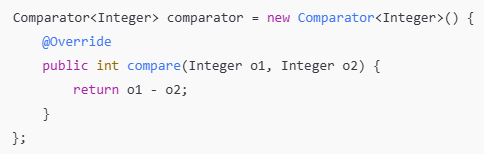 Comparator<Integer> comparator = new Comparator<Integer>() {
    @Override
    public int compare(Integer o1, Integer o2) {
        return o1 - o2;
    }
};